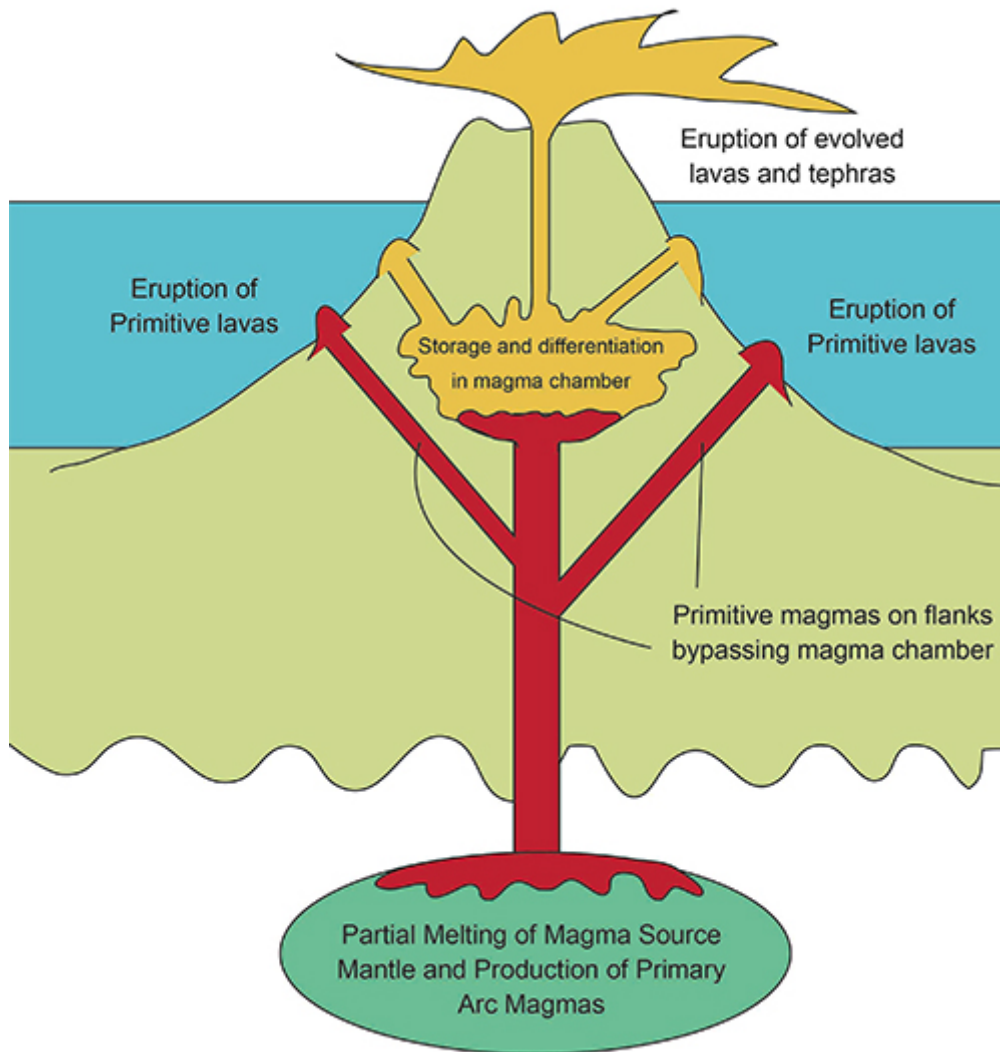 Eruption of evolved
lavas and tephras
Eruption of
Primitive lavas
Eruption of
Primitive lavas
Storage and differentiation
in magma chamber
Primitive magmas on flanks
bypassing magma chamber
Partial Melting of Magma Source
Mantle and Production of Primary
Arc Magmas